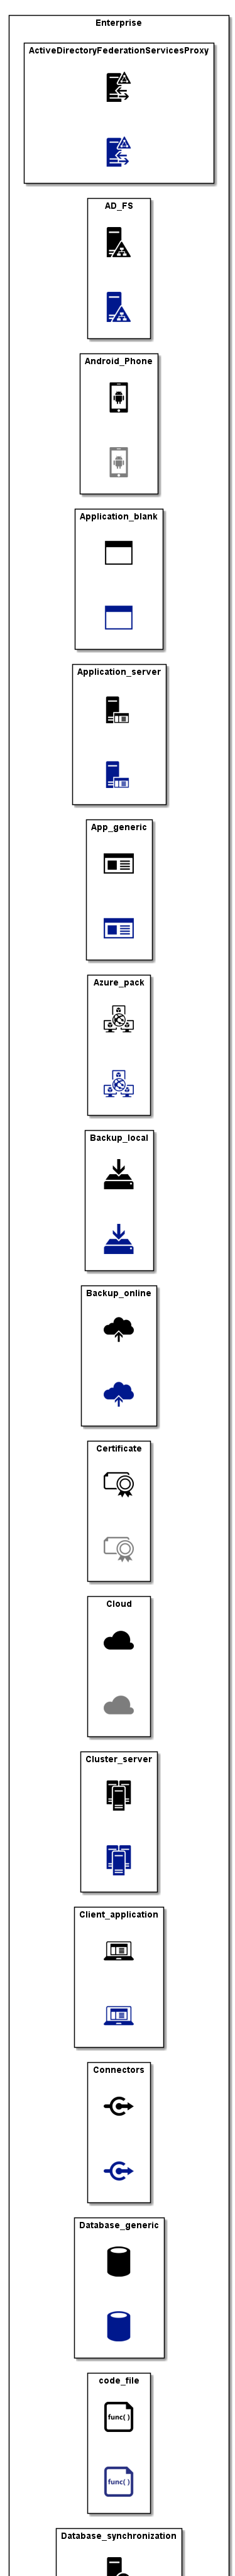 Enterprise
ActiveDirectoryFederationServicesProxy
AD_FS
Android_Phone
Application_blank
Application_server
App_generic
Azure_pack
Backup_local
Backup_online
Certificate
Cloud
Cluster_server
Client_application
Connectors
Database_generic
code_file
func( )
func( )
Database_synchronization